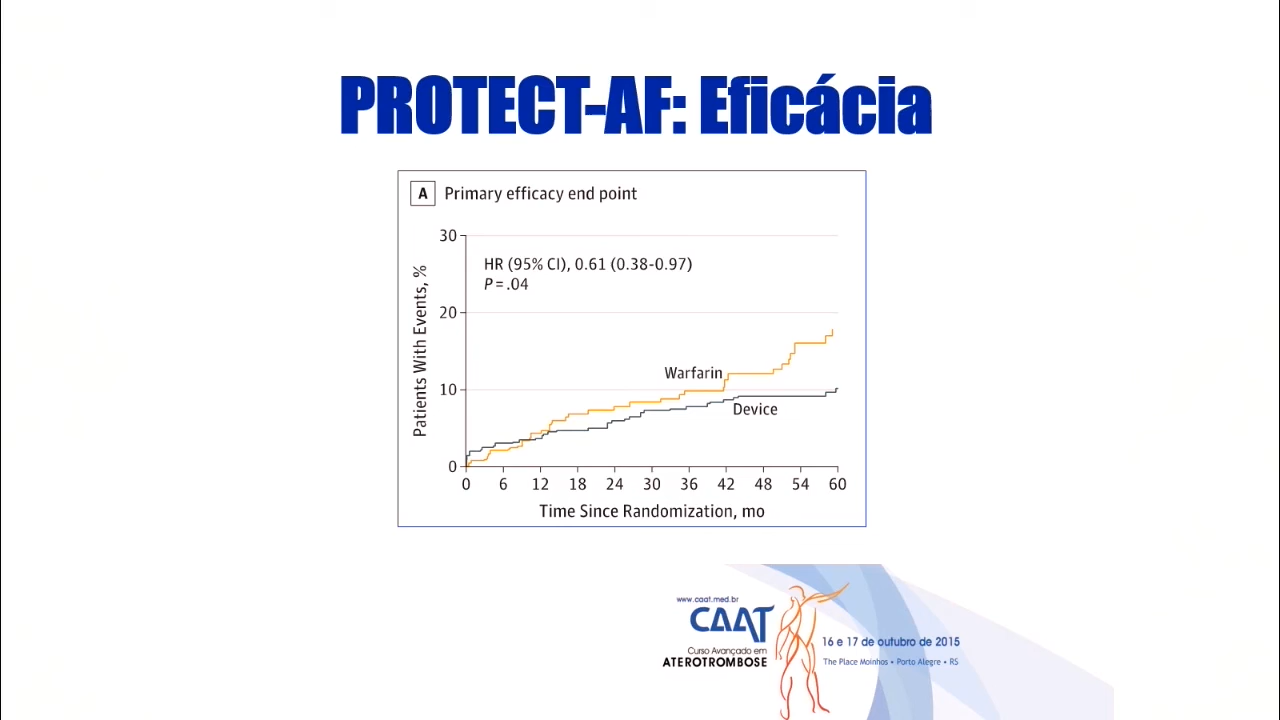 PROTECT-AF: Eficácia
A Primary efficacy end point
30
HR (95% CI), 0.61 (0.38-0.97)
P = .04
20
Warfarin
10
Device
0
Patients With Events, %
0 6 12 18 24 30 36 42 48 54 60
Time Since Randomization, mo
www.caat.med.br
CAAT
Curso Avançado em
ATEROTROMBOSE
16 e 17 de outubro de 2015
The Place Moinhos • Porto Alegre • RS